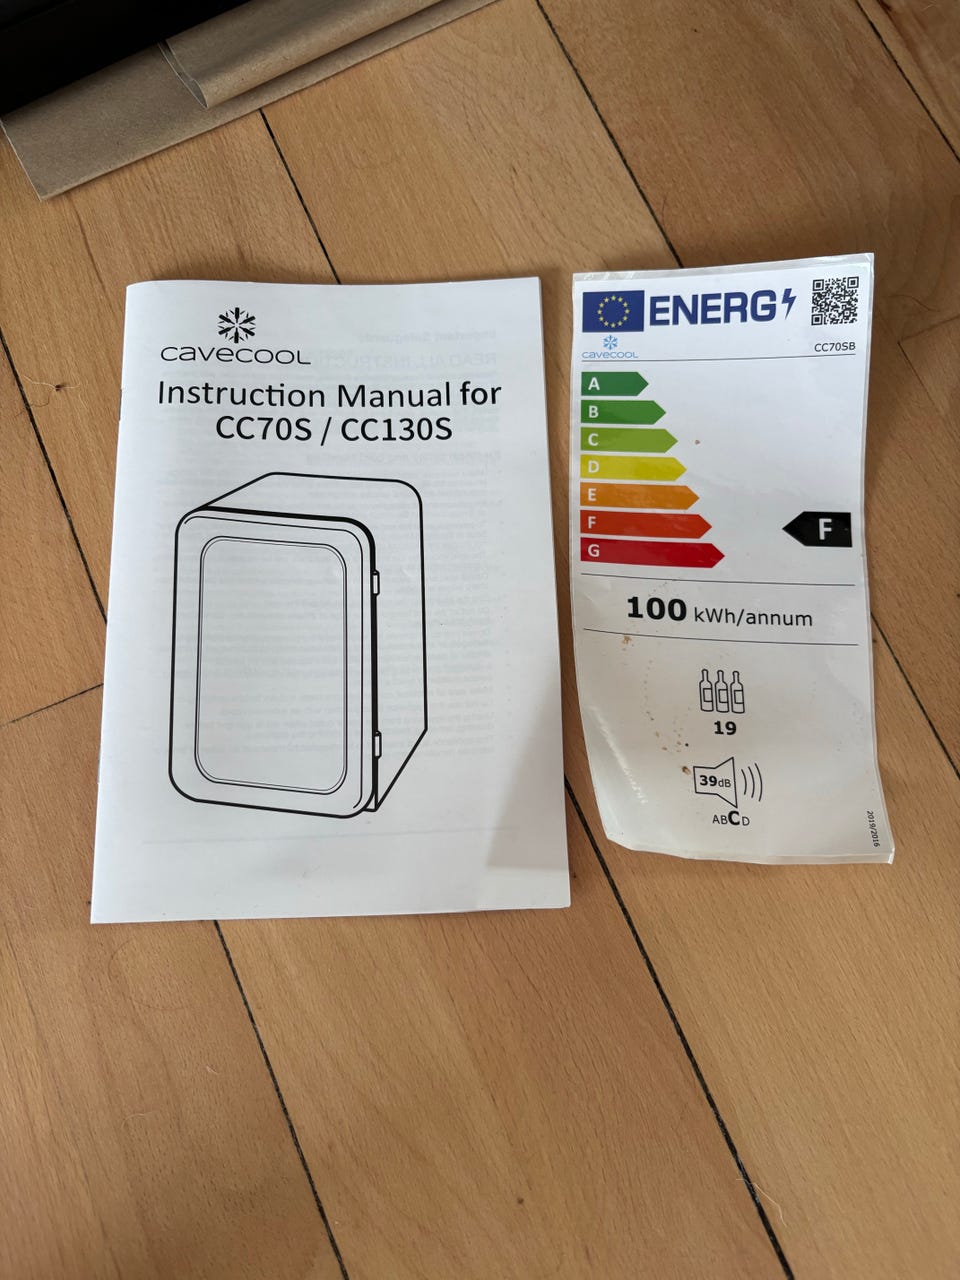 CAVECOOL
Instruction Manual for
CC70S / CC130S
ENERG
CAVECOOL
CC70SB
A
B
C
D
E
F
G
F
100 kWh/annum
19
39dB
ABCD
2019/2016